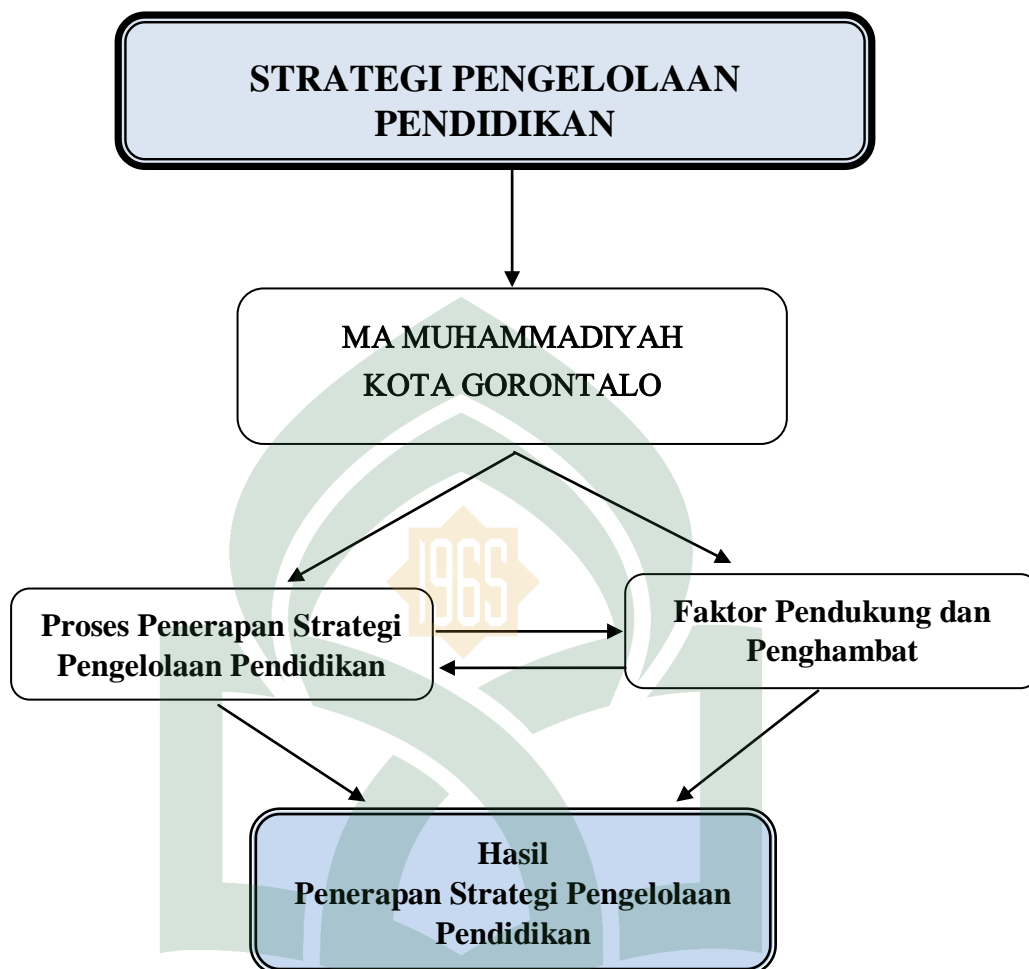 STRATEGI PENGELOLAAN
PENDIDIKAN
MA MUHAMMADIYAH
KOTA GORONTALO
1965
Proses Penerapan Strategi
Pengelolaan Pendidikan
Faktor Pendukung dan
Penghambat
Hasil
Penerapan Strategi Pengelolaan
Pendidikan